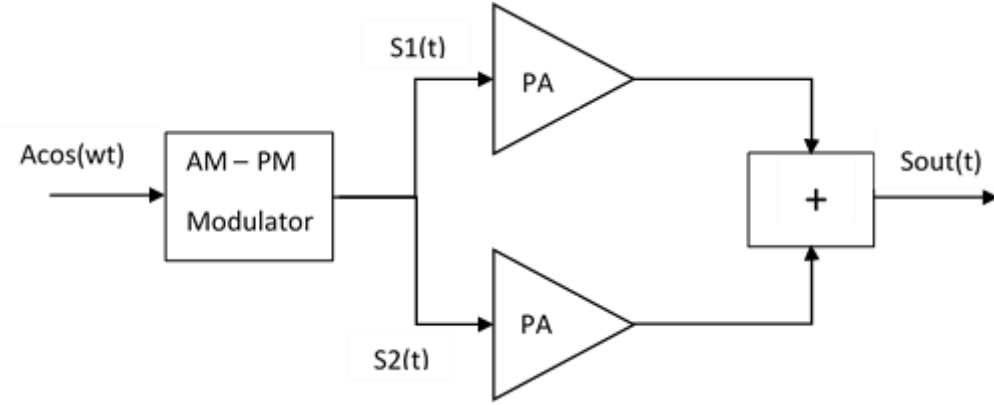 S1(t)
PA
Acos(wt)
AM – PM
Modulator
Sout(t)
+
PA
S2(t)